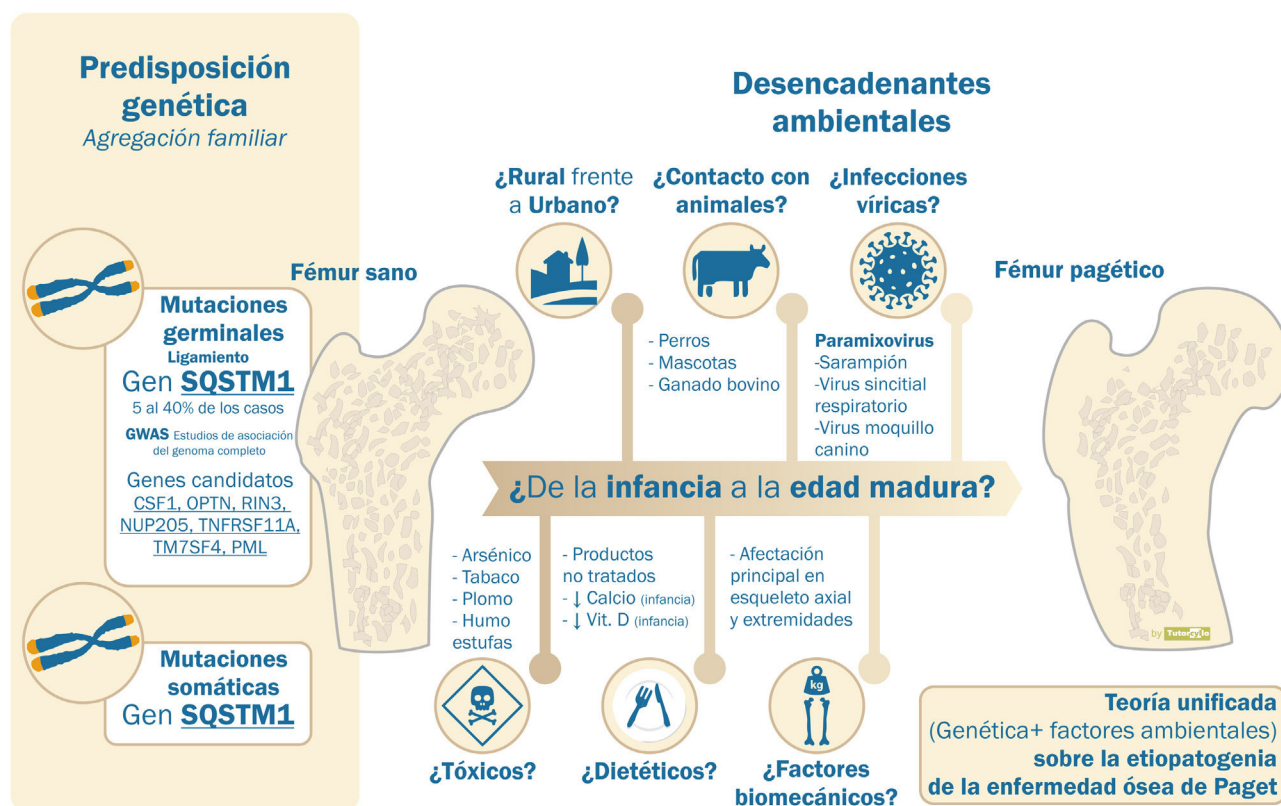 Predisposición
genética
Agregación familiar
Mutaciones
germinales
Ligamiento
Gen SQSTM1
5 al 40% de los casos
GWAS Estudios de asociación
del genoma completo
Genes candidatos
CSF1, OPTN, RIN3,
NUP205, TNFRSF11A,
TM7SF4, PML
Mutaciones
somáticas
Gen SQSTM1
Desencadenantes
ambientales
Fémur sano
¿Rural frente
a Urbano?
¿Contacto con
animales?
- Perros
- Mascotas
- Ganado bovino
¿Infecciones
víricas?
Paramixovirus
-Sarampión
-Virus sincitial
respiratorio
-Virus moquillo
canino
Fémur pagético
¿De la infancia a la edad madura?
- Arsénico
- Tabaco
- Plomo
- Humo
estufas
¿Tóxicos?
- Productos
no tratados
- ↓ Calcio (infancia)
- ↓ Vit. D (infancia)
¿Dietéticos?
- Afectación
principal en
esqueleto axial
y extremidades
kg
¿Factores
biomecánicos?
by Tutorcylo
Teoría unificada
(Genética+ factores ambientales)
sobre la etiopatogenia
de la enfermedad ósea de Paget